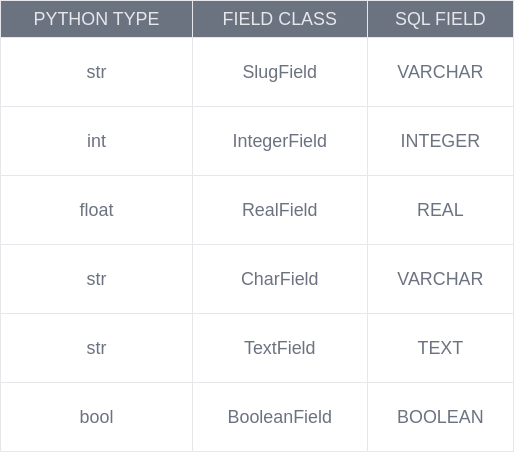 PYTHON TYPE FIELD CLASS SQL FIELD
str SlugField VARCHAR
int IntegerField INTEGER
float RealField REAL
str CharField VARCHAR
str TextField TEXT
bool BooleanField BOOLEAN